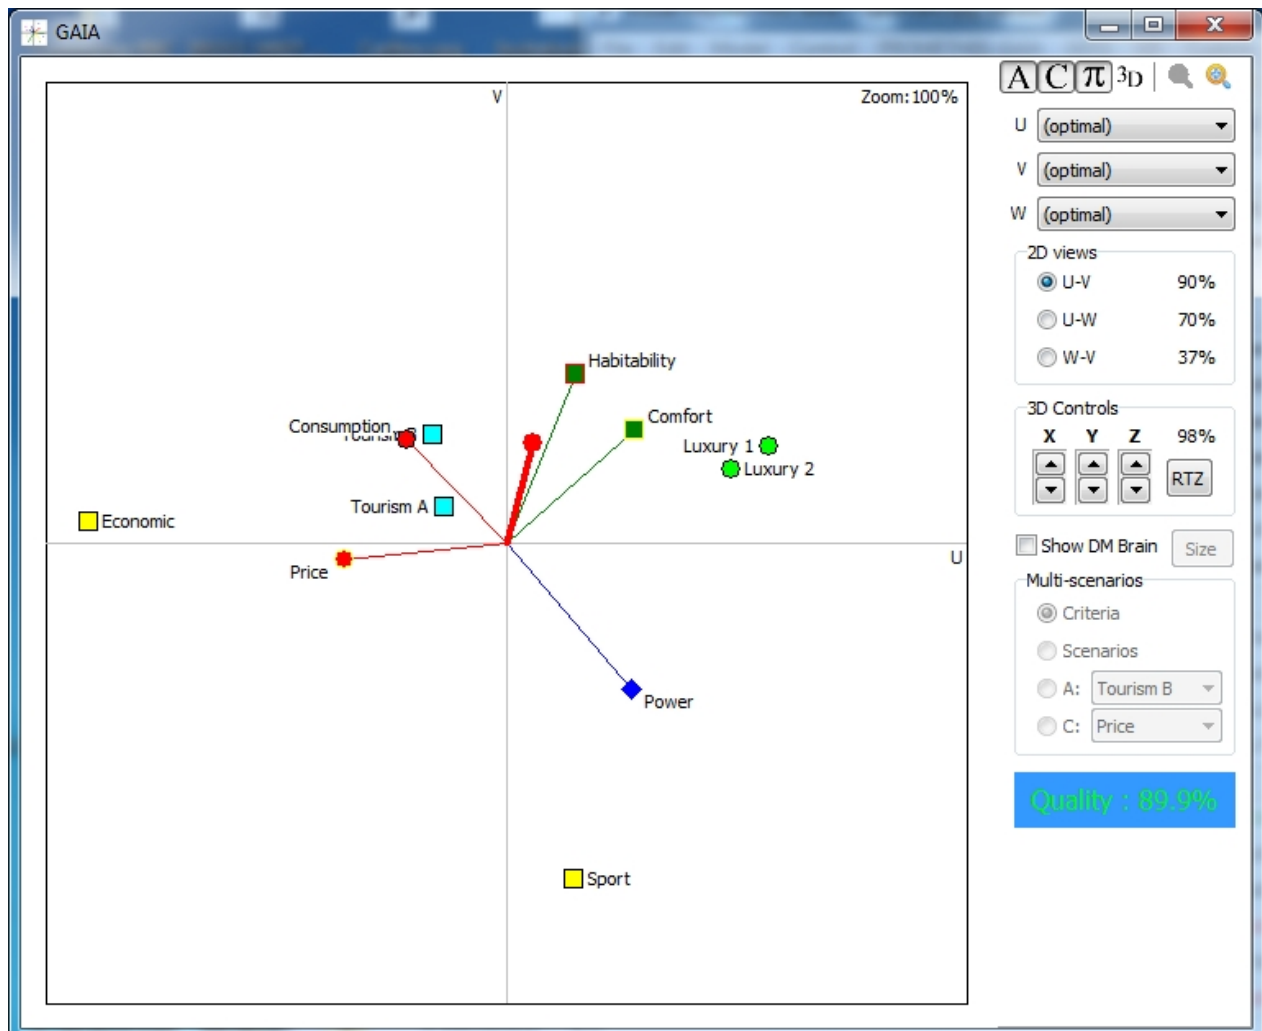 GAIA
V
Zoom:100%
A C π 3D
U (optimal)
V (optimal)
W (optimal)
2D views
U-V 90%
U-W 70%
W-V 37%
Habitability
Comfort
Consumption
Luxury 1
Luxury 2
Tourism A
Economic
Price
U
Power
Sport
3D Controls
X Y Z 98%
RTZ
Show DM Brain Size
Multi-scenarios
Criteria
Scenarios
A: Tourism B
C: Price
Quality : 89.9%